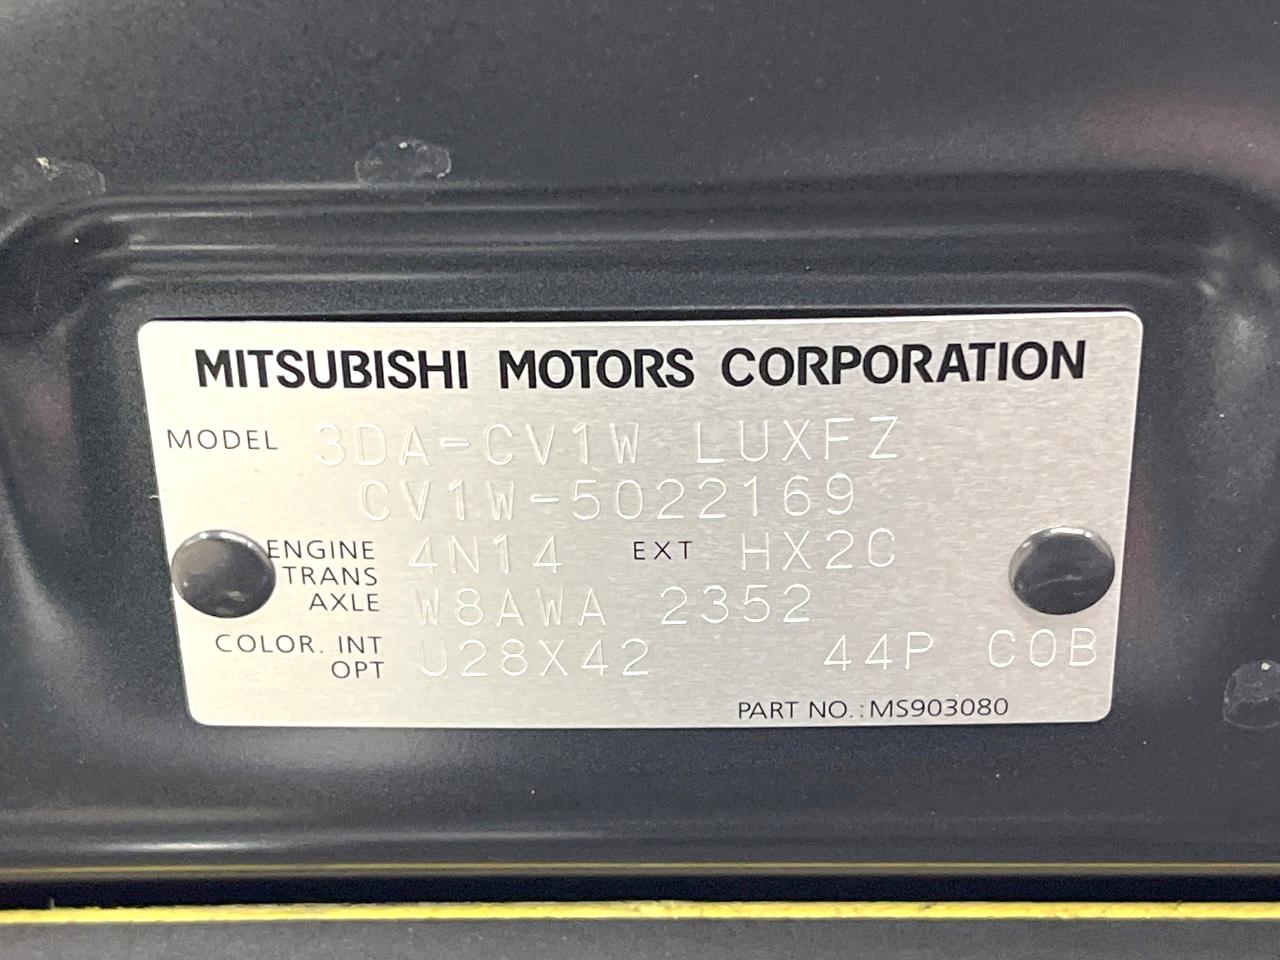 MITSUBISHI MOTORS CORPORATION
MODEL 3DA-CV1W LUXFZ
CV1W-5022169
ENGINE 4N14 EXT HX2C
TRANS
AXLE W8AWA 2352
COLOR. INT
OPT U28X42 44P C0B
PART NO.:MS903080